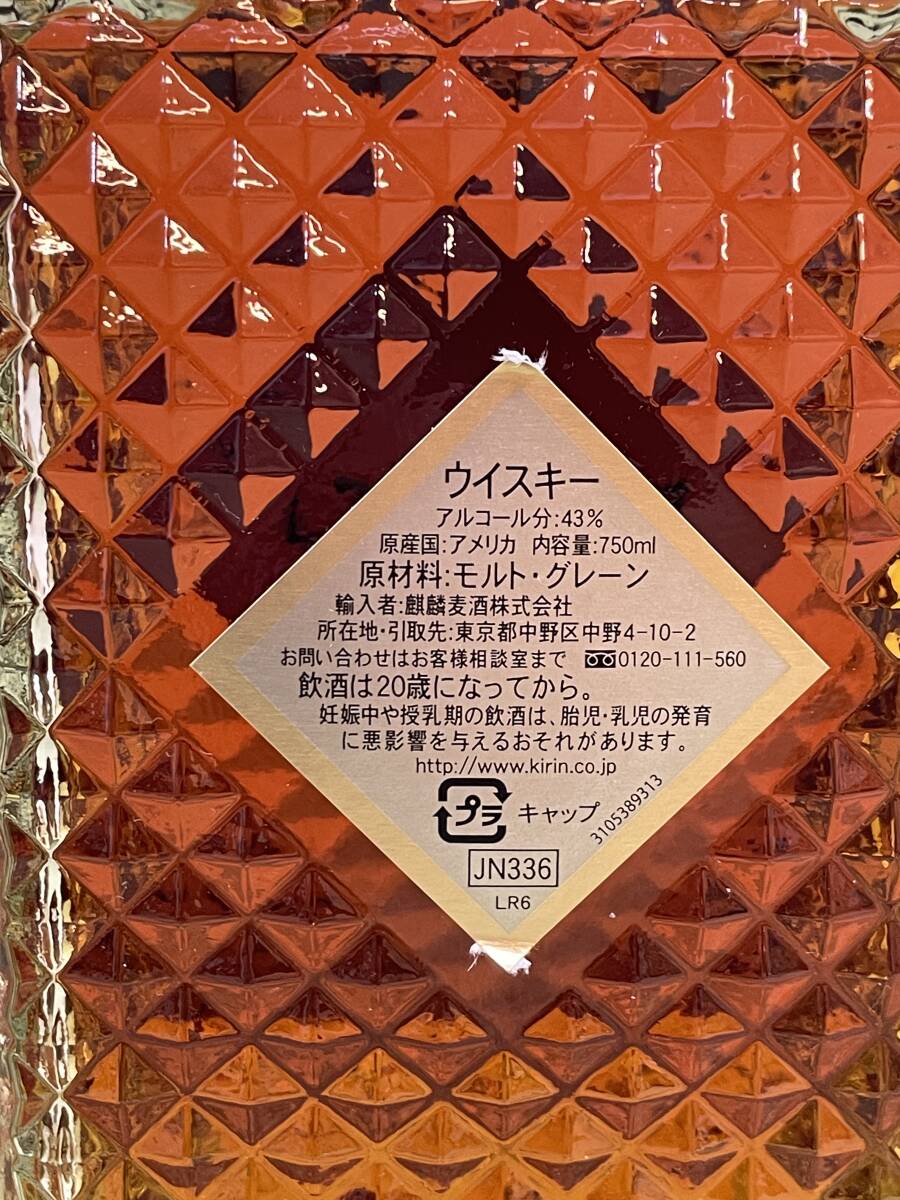 ウイスキー
アルコール分:43%
原産国:アメリカ 内容量:750ml
原材料:モルト・グレーン
輸入者:麒麟麦酒株式会社
所在地・引取先:東京都中野区中野4-10-2
お問い合わせはお客様相談室まで 0120-111-560
飲酒は20歳になってから。
妊娠中や授乳期の飲酒は、胎児・乳児の発育
に悪影響を与えるおそれがあります。
http://www.kirin.co.jp
プラ キャップ
3105389313
JN336
LR6